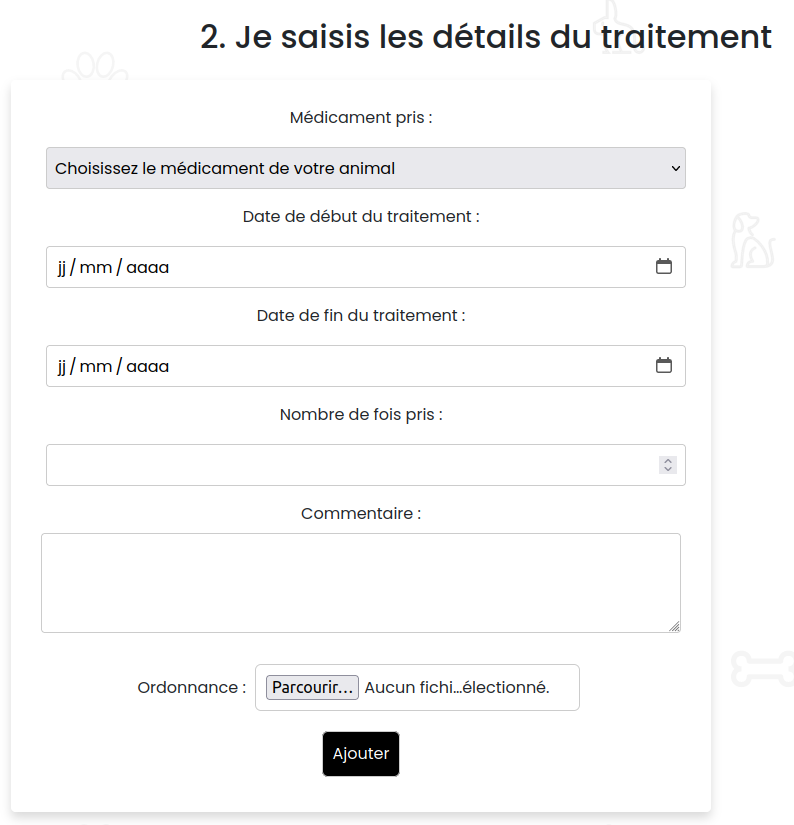 2. Je saisis les détails du traitement
Médicament pris :
Choisissez le médicament de votre animal
Date de début du traitement :
jj / mm / aaaa
Date de fin du traitement :
jj / mm / aaaa
Nombre de fois pris :
Commentaire :
Ordonnance : Parcourir... Aucun fichi...électionné.
Ajouter